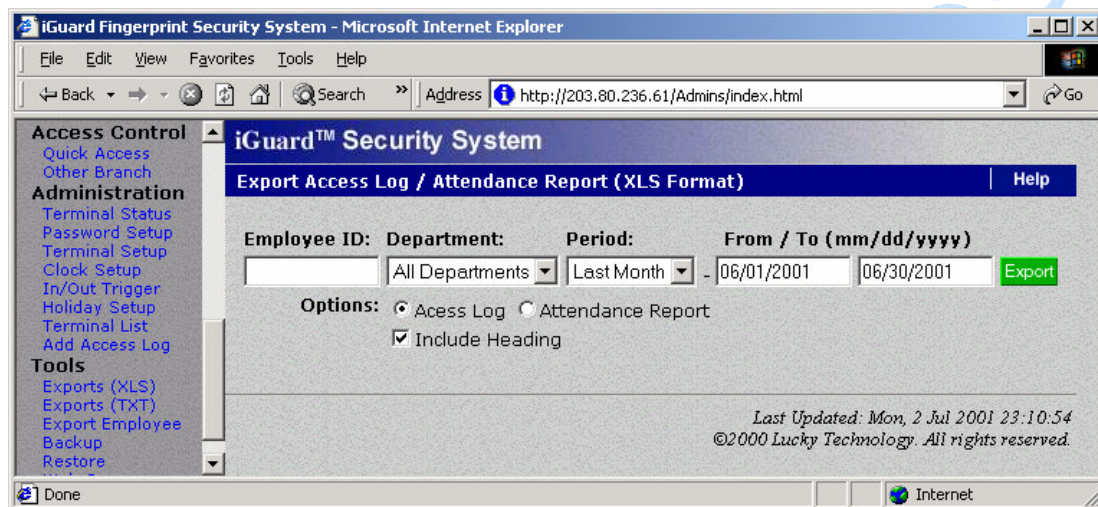 iGuard Fingerprint Security System - Microsoft Internet Explorer
File Edit View Favorites Tools Help
Back Search » Address http://203.80.236.61/Admins/index.html Go
Access Control
Quick Access
Other Branch
Administration
Terminal Status
Password Setup
Terminal Setup
Clock Setup
In/Out Trigger
Holiday Setup
Terminal List
Add Access Log
Tools
Exports (XLS)
Exports (TXT)
Export Employee
Backup
Restore
iGuard™ Security System
Export Access Log / Attendance Report (XLS Format) Help
Employee ID: Department: Period: From / To (mm/dd/yyyy)
All Departments Last Month - 06/01/2001 06/30/2001 Export
Options: Acess Log Attendance Report
Include Heading
Last Updated: Mon, 2 Jul 2001 23:10:54
©2000 Lucky Technology. All rights reserved.
Done Internet